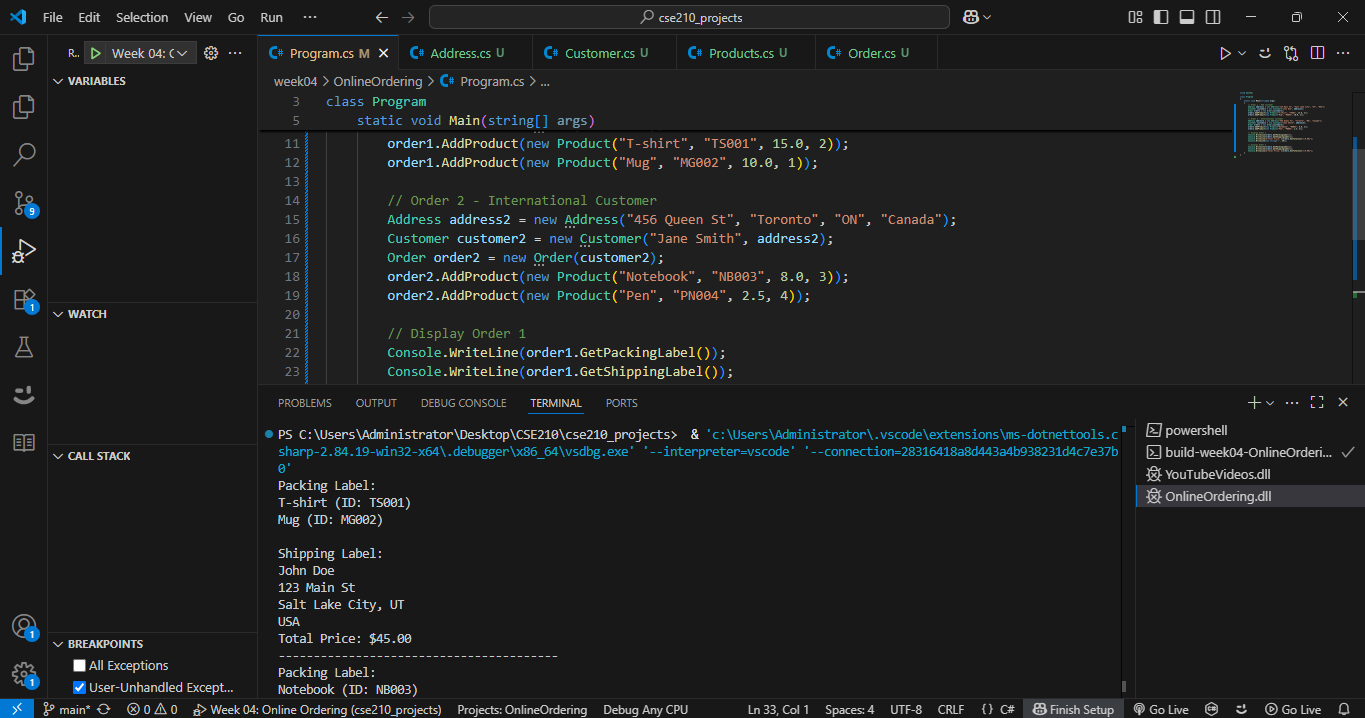 File Edit Selection View Go Run ··· cse210_projects
R.. Week 04: C
VARIABLES
WATCH
CALL STACK
BREAKPOINTS
All Exceptions
User-Unhandled Except...
9
1
1
1
Program.cs M Address.cs U Customer.cs U Products.cs U Order.cs U
week04 > OnlineOrdering > Program.cs > ...
3 class Program
5 static void Main(string[] args)
11 order1.AddProduct(new Product("T-shirt", "TS001", 15.0, 2));
12 order1.AddProduct(new Product("Mug", "MG002", 10.0, 1));
13
14 // Order 2 - International Customer
15 Address address2 = new Address("456 Queen St", "Toronto", "ON", "Canada");
16 Customer customer2 = new Customer("Jane Smith", address2);
17 Order order2 = new Order(customer2);
18 order2.AddProduct(new Product("Notebook", "NB003", 8.0, 3));
19 order2.AddProduct(new Product("Pen", "PN004", 2.5, 4));
20
21 // Display Order 1
22 Console.WriteLine(order1.GetPackingLabel());
23 Console.WriteLine(order1.GetShippingLabel());
PROBLEMS OUTPUT DEBUG CONSOLE TERMINAL PORTS
PS C:\Users\Administrator\Desktop\CSE210\cse210_projects> & 'c:\Users\Administrator\.vscode\extensions\ms-dotnettools.c
sharp-2.84.19-win32-x64\.debugger\x86_64\vsdbg.exe' '--interpreter=vscode' '--connection=28316418a8d443a4b938231d4c7e37b
0'
Packing Label:
T-shirt (ID: TS001)
Mug (ID: MG002)
Shipping Label:
John Doe
123 Main St
Salt Lake City, UT
USA
Total Price: $45.00
----------------------------------------
Packing Label:
Notebook (ID: NB003)
powershell
build-week04-OnlineOrderi...
YouTubeVideos.dll
OnlineOrdering.dll
main* 0 0 Week 04: Online Ordering (cse210_projects) Projects: OnlineOrdering Debug Any CPU Ln 33, Col 1 Spaces: 4 UTF-8 CRLF {} C# Finish Setup Go Live Go Live